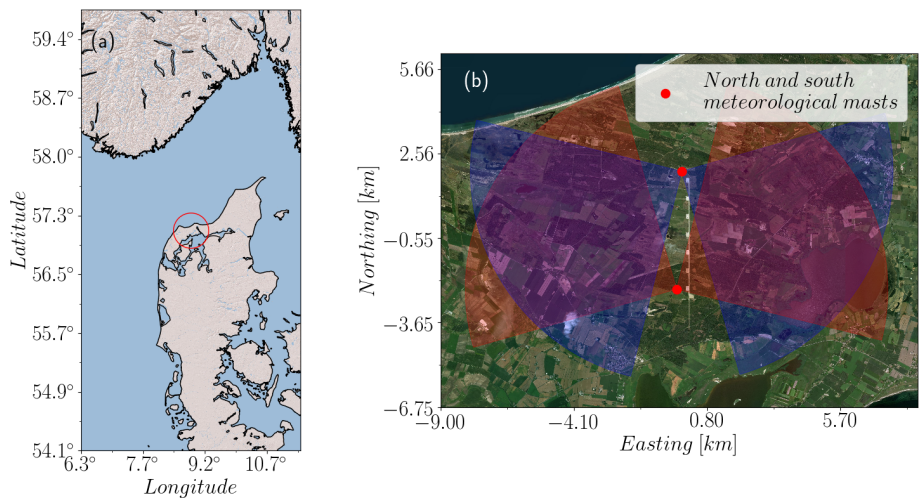 (a)
59.4°
58.7°
58.0°
57.3°
56.5°
55.7°
54.9°
54.1°
Latitude
6.3°
7.7°
9.2°
10.7°
Longitude
(b)
North and south
meteorological masts
5.66
2.56
−0.55
−3.65
−6.75
Northing [km]
−9.00
−4.10
0.80
5.70
Easting [km]